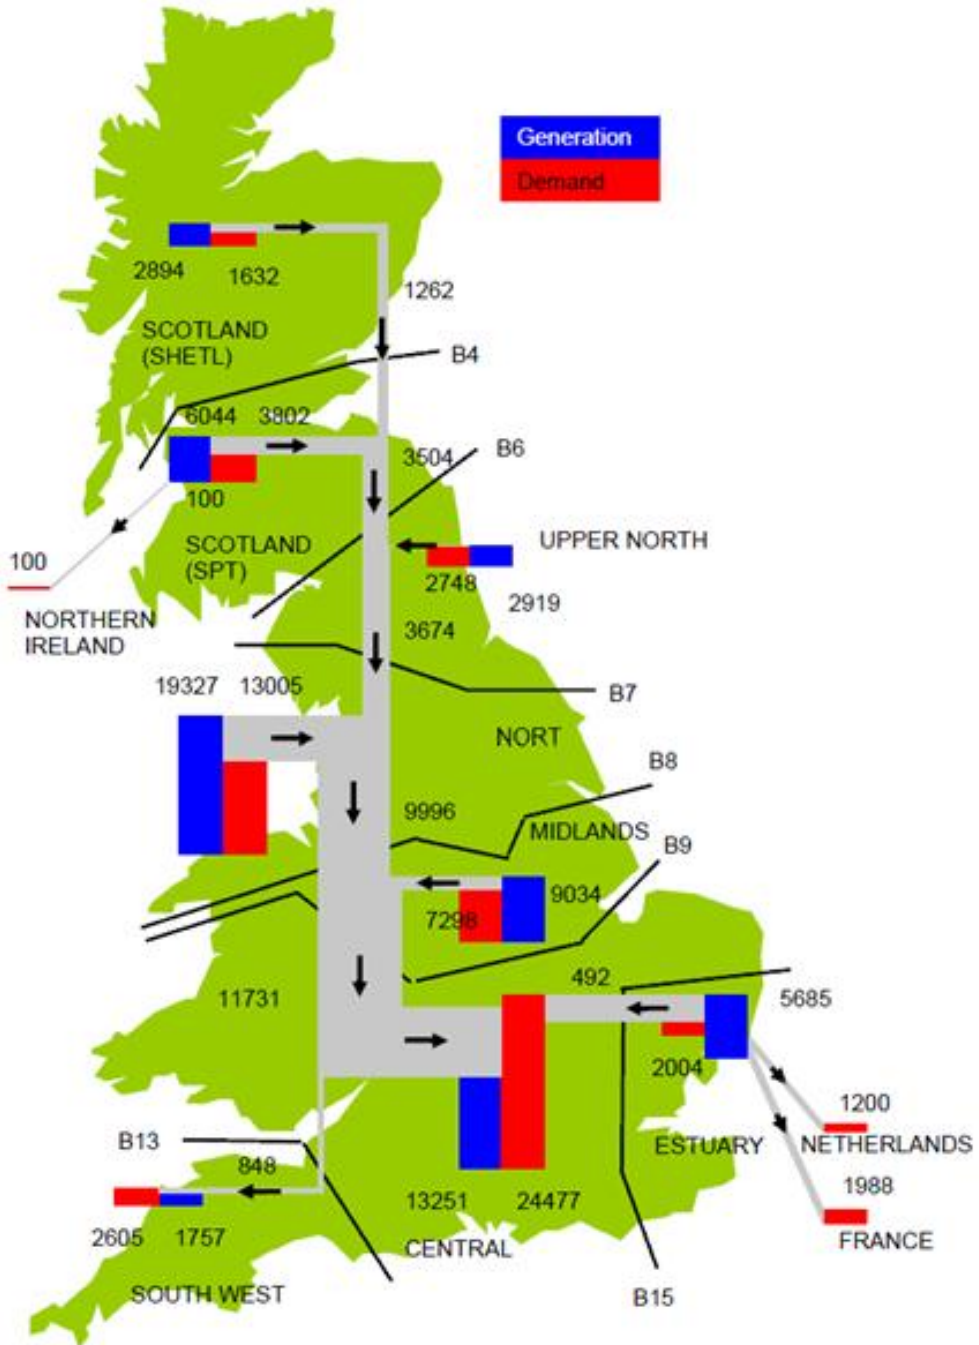 Generation
Demand
2894
1632
1262
SCOTLAND
(SHETL)
B4
6044
3802
3504
B6
100
SCOTLAND
(SPT)
UPPER NORTH
2748
2919
100
NORTHERN
IRELAND
3674
19327
13005
B7
NORT
B8
9996
MIDLANDS
B9
7298
9034
492
11731
5685
2004
1200
B13
ESTUARY
NETHERLANDS
848
1988
2605
1757
13251
24477
FRANCE
CENTRAL
SOUTH WEST
B15